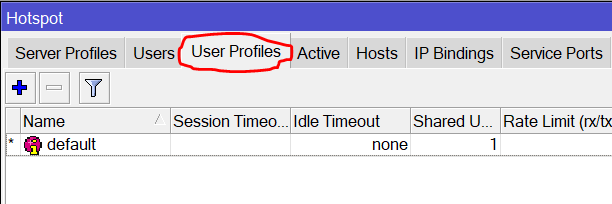 Hotspot
Server Profiles Users User Profiles Active Hosts IP Bindings Service Ports
Name Session Timeo... Idle Timeout Shared U... Rate Limit (rx/tx
* default none 1